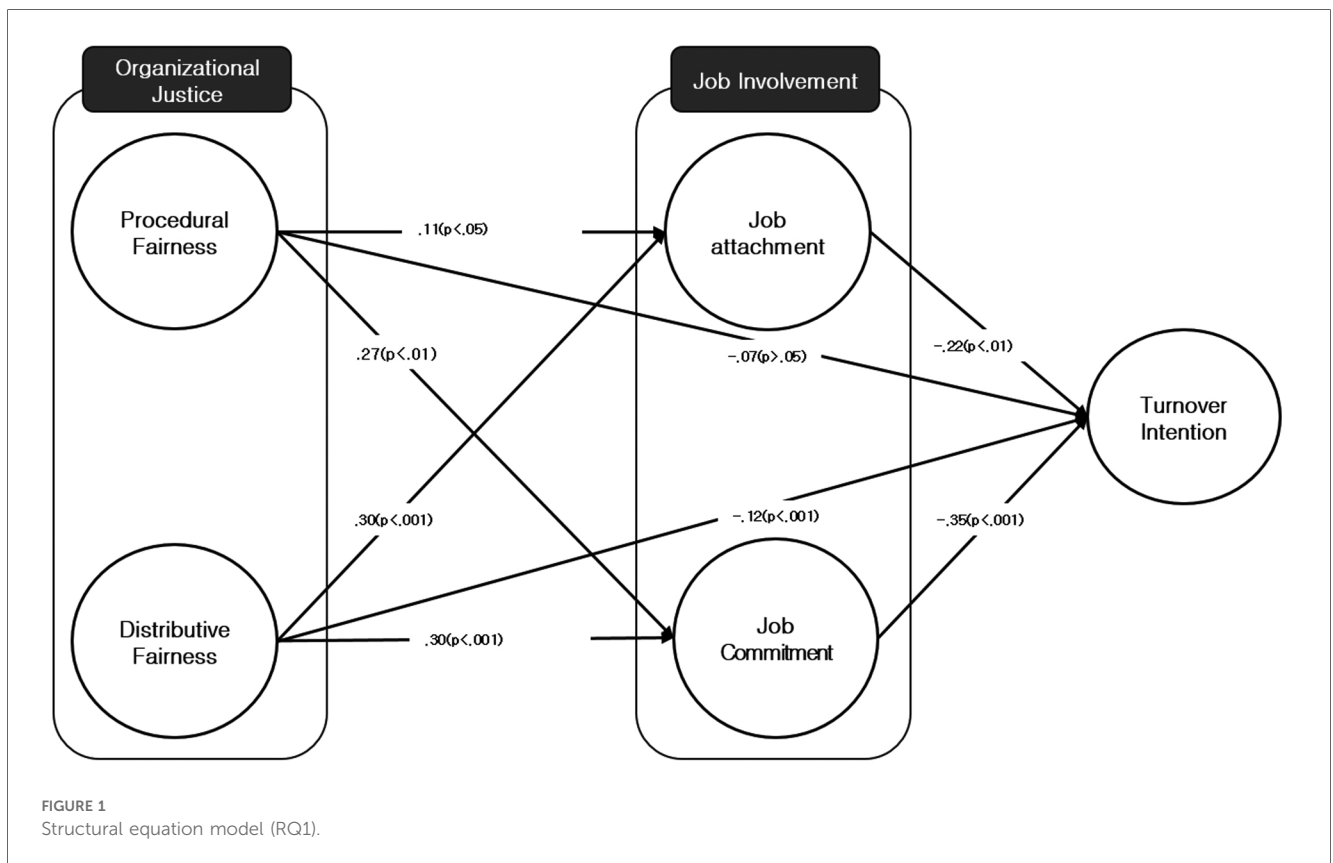 Organizational
Justice
Job Involvement
Procedural
Fairness
.11(p<.05)
Job
attachment
.27(p<.01)
-.07(p>.05)
-.22(p<.01)
Turnover
Intention
.30(p<.001)
-.12(p<.001)
-.35(p<.001)
Distributive
Fairness
.30(p<.001)
Job
Commitment
FIGURE 1
Structural equation model (RQ1).